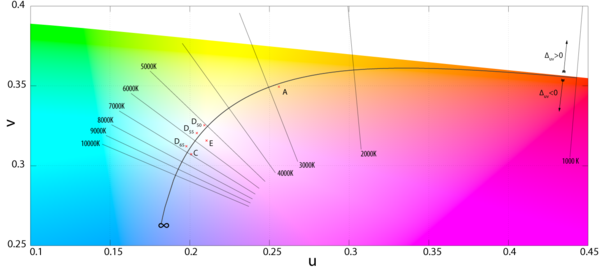 0.4
0.35
0.3
0.25
v
5000K
6000K
7000K
8000K
9000K
10000K
D50
D55
D65
A
E
C
∞
4000K
3000K
2000K
1000 K
Δuv>0
Δuv<0
0.1
0.15
0.2
0.25
0.3
0.35
0.4
0.45
u